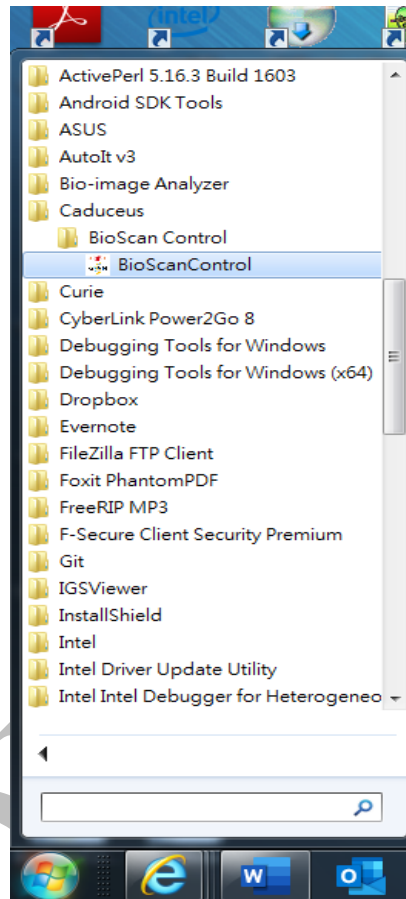 (intel)
ActivePerl 5.16.3 Build 1603
Android SDK Tools
ASUS
AutoIt v3
Bio-image Analyzer
Caduceus
BioScan Control
BioScanControl
Curie
CyberLink Power2Go 8
Debugging Tools for Windows
Debugging Tools for Windows (x64)
Dropbox
Evernote
FileZilla FTP Client
Foxit PhantomPDF
FreeRIP MP3
F-Secure Client Security Premium
Git
IGSViewer
InstallShield
Intel
Intel Driver Update Utility
Intel Intel Debugger for Heterogeneo
W
O